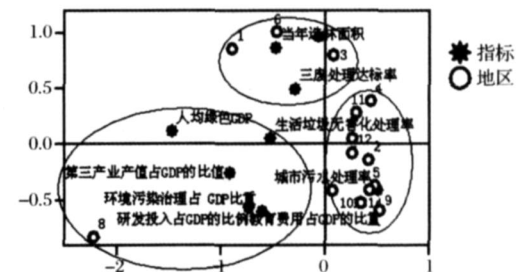 1.0
6
当年造林面积
1
3
指标
地区
三废处理达标率
0.5
4
11
人均绿色GDP
生活垃圾无害化处理率
12
0.0
2
第三产业产值占GDP的比值
城市污水处理率
5
环境污染治理占 GDP比重
-0.5
10
14
9
研发投入占GDP的比例
教育费用占GDP的比重
8
-2
-1
0
1